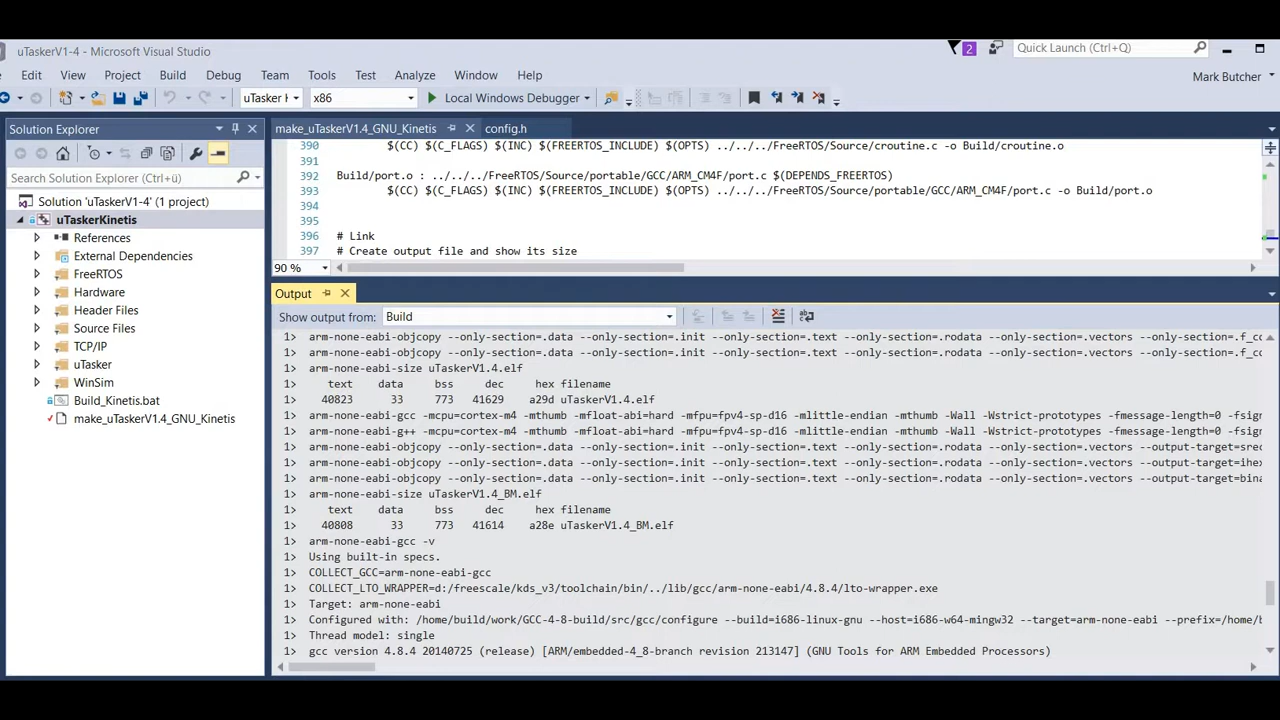 uTaskerV1-4 - Microsoft Visual Studio
2
Quick Launch (Ctrl+Q)
Edit View Project Build Debug Team Tools Test Analyze Window Help
Mark Butcher
uTasker K x86 Local Windows Debugger
Solution Explorer
Search Solution Explorer (Ctrl+ü)
Solution 'uTaskerV1-4' (1 project)
uTaskerKinetis
References
External Dependencies
FreeRTOS
Hardware
Header Files
Source Files
TCP/IP
uTasker
WinSim
Build_Kinetis.bat
make_uTaskerV1.4_GNU_Kinetis
make_uTaskerV1.4_GNU_Kinetis config.h
390 $(CC) $(C_FLAGS) $(INC) $(FREERTOS_INCLUDE) $(OPTS) ../../../FreeRTOS/Source/croutine.c -o Build/croutine.o
391
392 Build/port.o : ../../../FreeRTOS/Source/portable/GCC/ARM_CM4F/port.c $(DEPENDS_FREERTOS)
393 $(CC) $(C_FLAGS) $(INC) $(FREERTOS_INCLUDE) $(OPTS) ../../../FreeRTOS/Source/portable/GCC/ARM_CM4F/port.c -o Build/port.o
394
395
396 # Link
397 # Create output file and show its size
90 %
Output
Show output from: Build
1> arm-none-eabi-objcopy --only-section=.data --only-section=.init --only-section=.text --only-section=.rodata --only-section=.vectors --only-section=.f_cc
1> arm-none-eabi-objcopy --only-section=.data --only-section=.init --only-section=.text --only-section=.rodata --only-section=.vectors --only-section=.f_co
1> arm-none-eabi-size uTaskerV1.4.elf
1> text data bss dec hex filename
1> 40823 33 773 41629 a29d uTaskerV1.4.elf
1> arm-none-eabi-gcc -mcpu=cortex-m4 -mthumb -mfloat-abi=hard -mfpu=fpv4-sp-d16 -mlittle-endian -mthumb -Wall -Wstrict-prototypes -fmessage-length=0 -fsign
1> arm-none-eabi-g++ -mcpu=cortex-m4 -mthumb -mfloat-abi=hard -mfpu=fpv4-sp-d16 -mlittle-endian -mthumb -Wall -Wstrict-prototypes -fmessage-length=0 -fsign
1> arm-none-eabi-objcopy --only-section=.data --only-section=.init --only-section=.text --only-section=.rodata --only-section=.vectors --output-target=srec
1> arm-none-eabi-objcopy --only-section=.data --only-section=.init --only-section=.text --only-section=.rodata --only-section=.vectors --output-target=ihex
1> arm-none-eabi-objcopy --only-section=.data --only-section=.init --only-section=.text --only-section=.rodata --only-section=.vectors --output-target=bina
1> arm-none-eabi-size uTaskerV1.4_BM.elf
1> text data bss dec hex filename
1> 40808 33 773 41614 a28e uTaskerV1.4_BM.elf
1> arm-none-eabi-gcc -v
1> Using built-in specs.
1> COLLECT_GCC=arm-none-eabi-gcc
1> COLLECT_LTO_WRAPPER=d:/freescale/kds_v3/toolchain/bin/../lib/gcc/arm-none-eabi/4.8.4/lto-wrapper.exe
1> Target: arm-none-eabi
1> Configured with: /home/build/work/GCC-4-8-build/src/gcc/configure --build=i686-linux-gnu --host=i686-w64-mingw32 --target=arm-none-eabi --prefix=/home/b
1> Thread model: single
1> gcc version 4.8.4 20140725 (release) [ARM/embedded-4_8-branch revision 213147] (GNU Tools for ARM Embedded Processors)